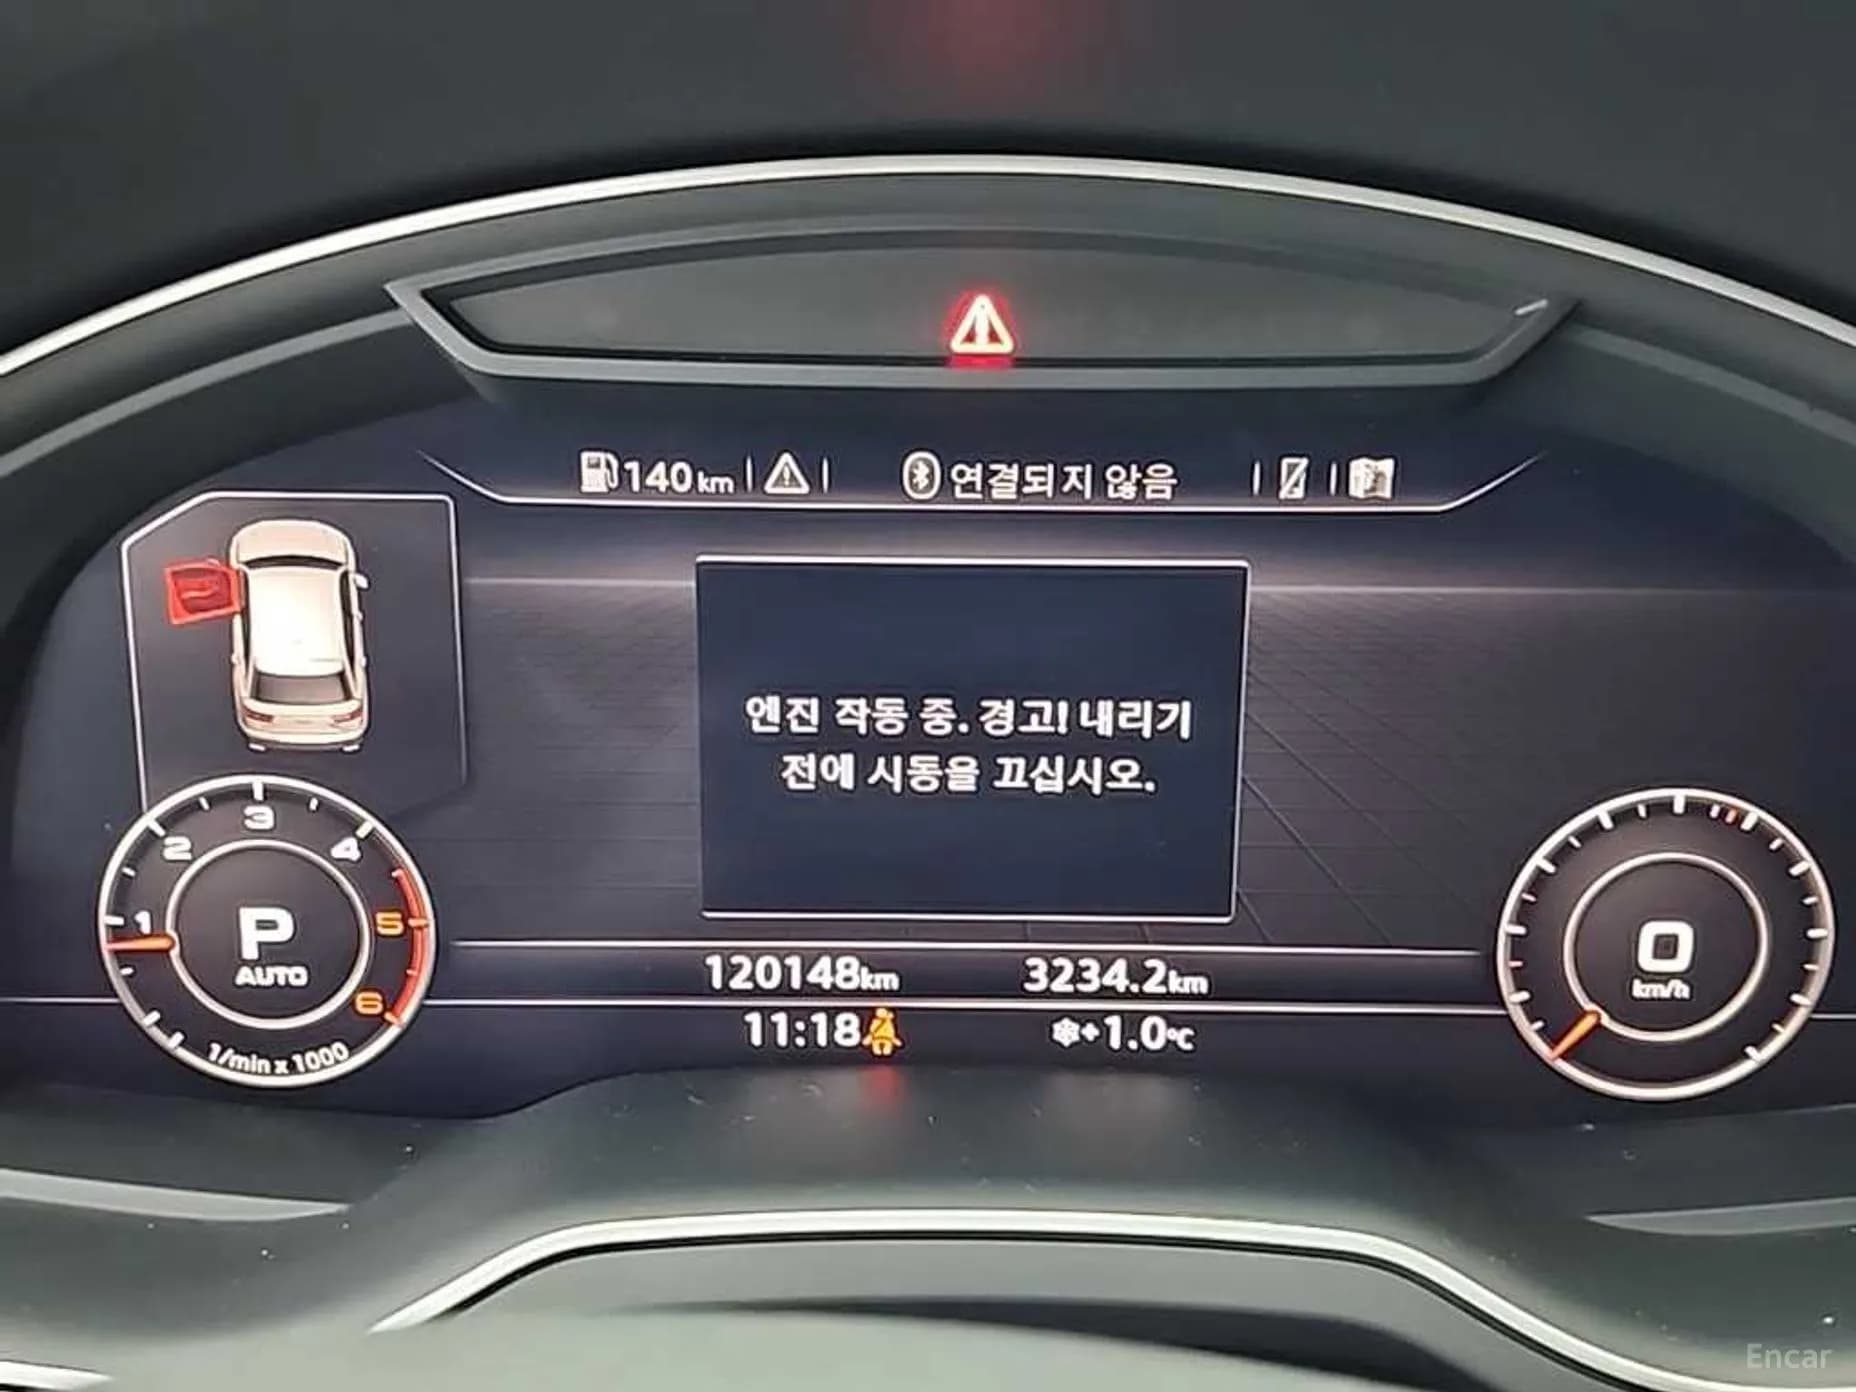 140km
연결되지 않음
엔진 작동 중. 경고! 내리기
전에 시동을 끄십시오.
1 2 3 4 5 6
P
AUTO
1/min x 1000
0
km/h
120148km 3234.2km
11:18 +1.0°C
Encar